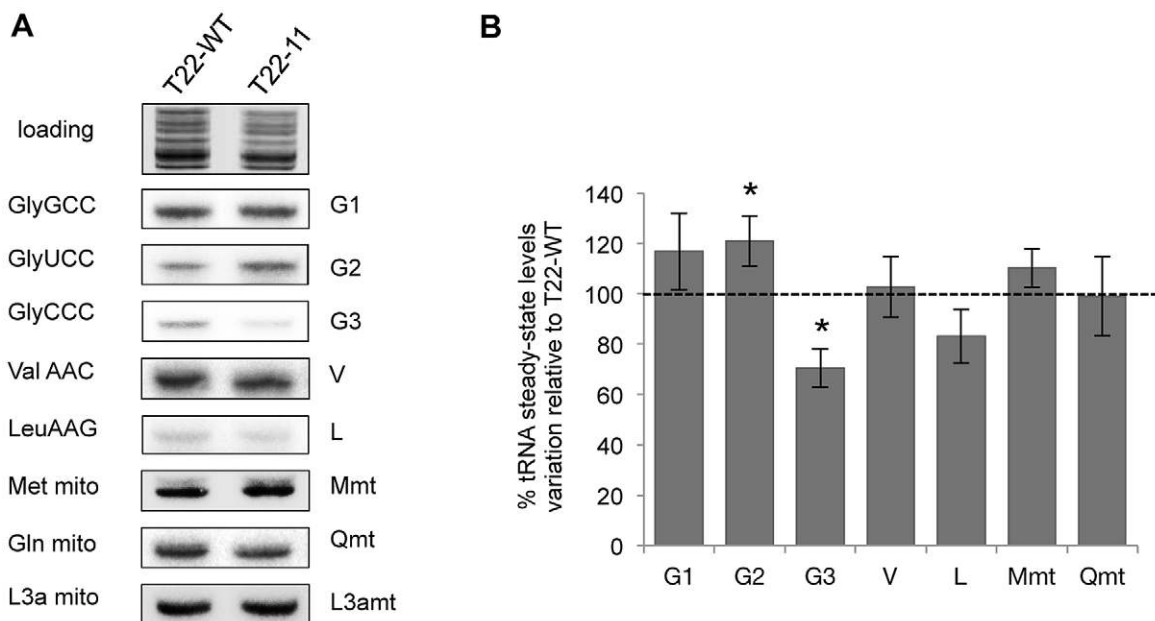 A
T22-WT
T22-11
loading
GlyGCC
G1
GlyUCC
G2
GlyCCC
G3
Val AAC
V
LeuAAG
L
Met mito
Mmt
Gln mito
Qmt
L3a mito
L3amt
B
% tRNA steady-state levels
variation relative to T22-WT
140
120
100
80
60
40
20
0
*
*
G1 G2 G3 V L Mmt Qmt